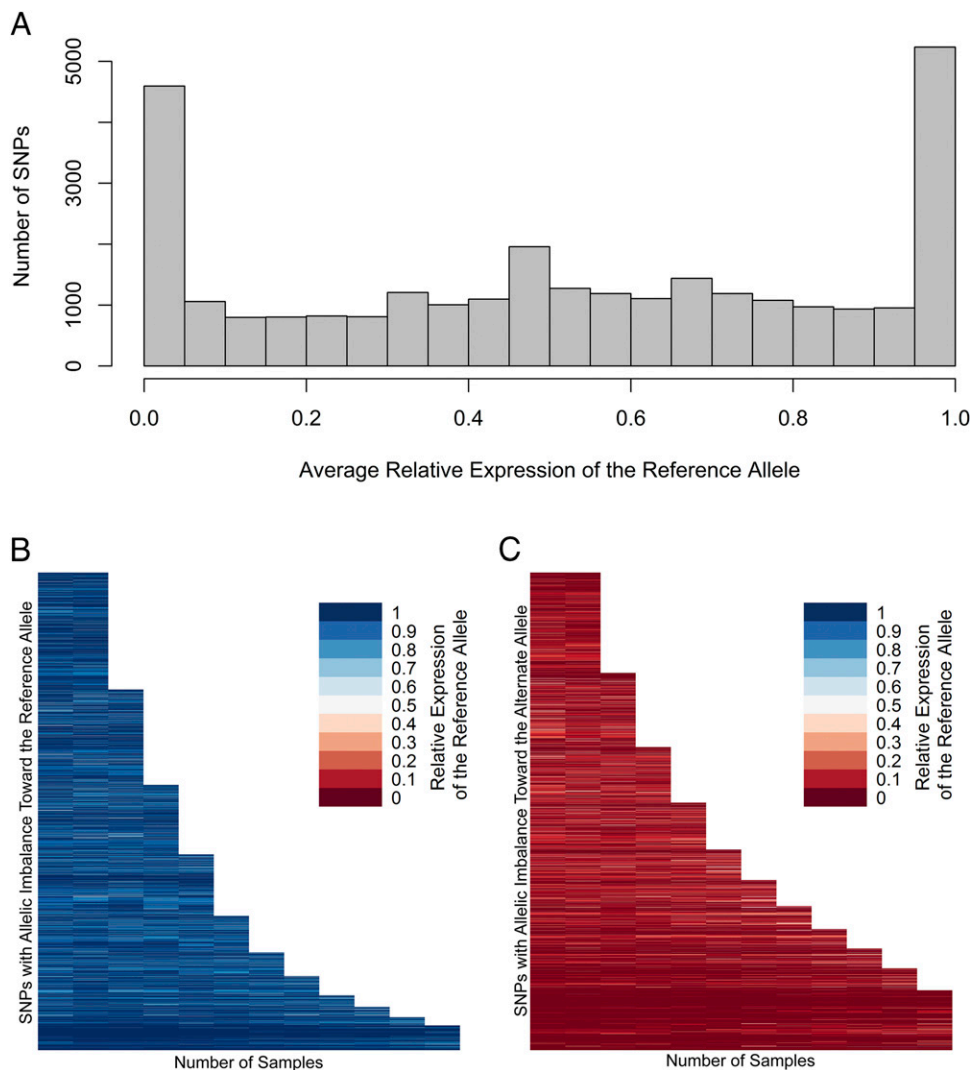 A
5000
3000
1000
0
Number of SNPs
0.0 0.2 0.4 0.6 0.8 1.0
Average Relative Expression of the Reference Allele
B
SNPs with Allelic Imbalance Toward the Reference Allele
1
0.9
0.8
0.7
0.6
0.5
0.4
0.3
0.2
0.1
0
Relative Expression
of the Reference Allele
Number of Samples
C
SNPs with Allelic Imbalance Toward the Alternate Allele
1
0.9
0.8
0.7
0.6
0.5
0.4
0.3
0.2
0.1
0
Relative Expression
of the Reference Allele
Number of Samples